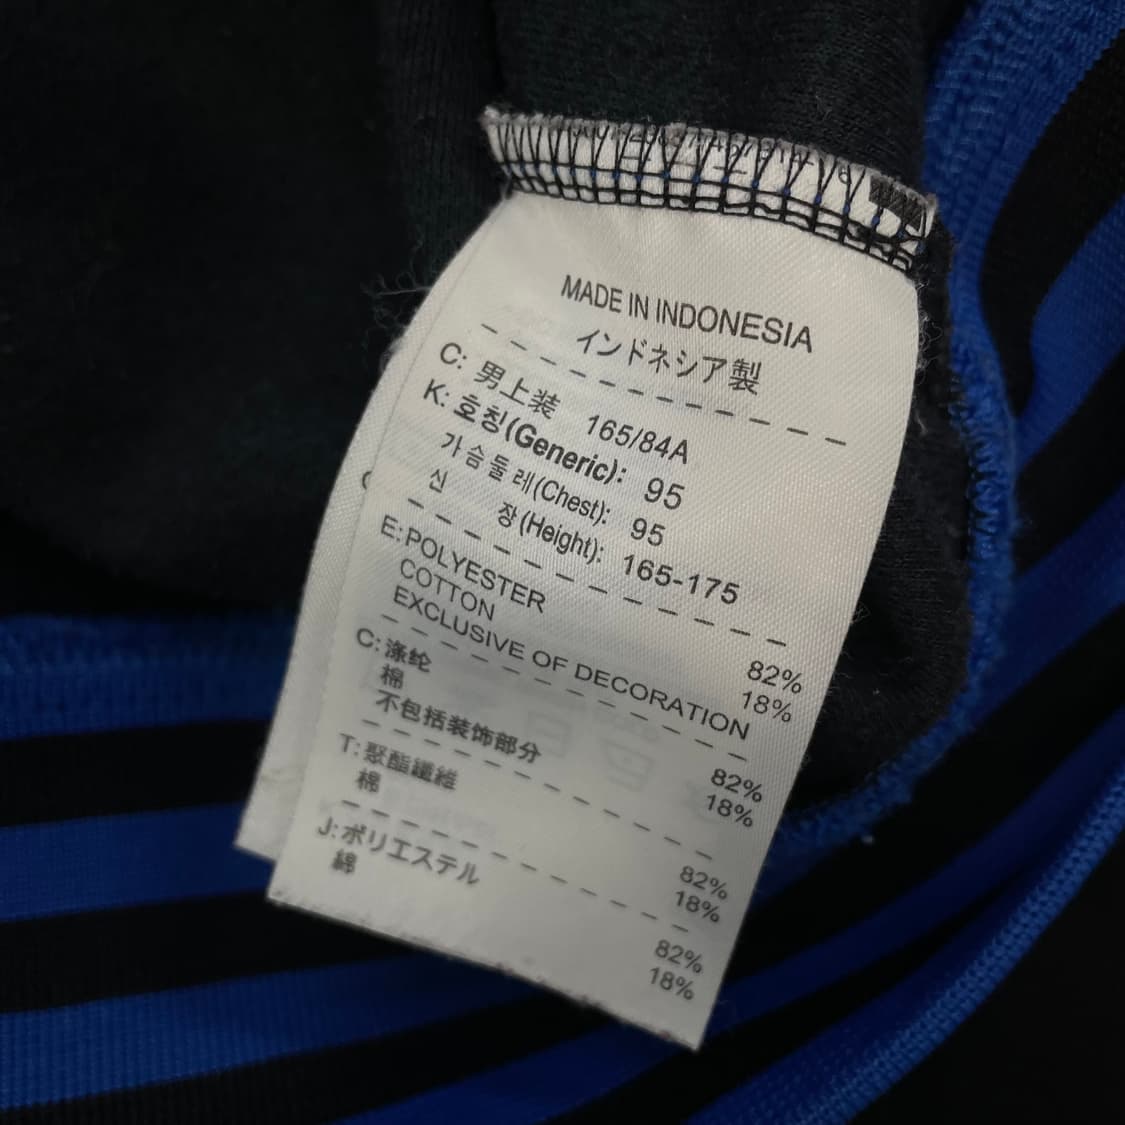 MADE IN INDONESIA
インドネシア製
C: 男上装 165/84A
K: 호칭(Generic): 95
가슴둘레(Chest): 95
신 장(Height): 165-175
E: POLYESTER 82%
COTTON 18%
EXCLUSIVE OF DECORATION
C: 涤纶 82%
棉 18%
不包括装饰部分
T: 聚酯纖維 82%
棉 18%
J: ポリエステル 82%
綿 18%